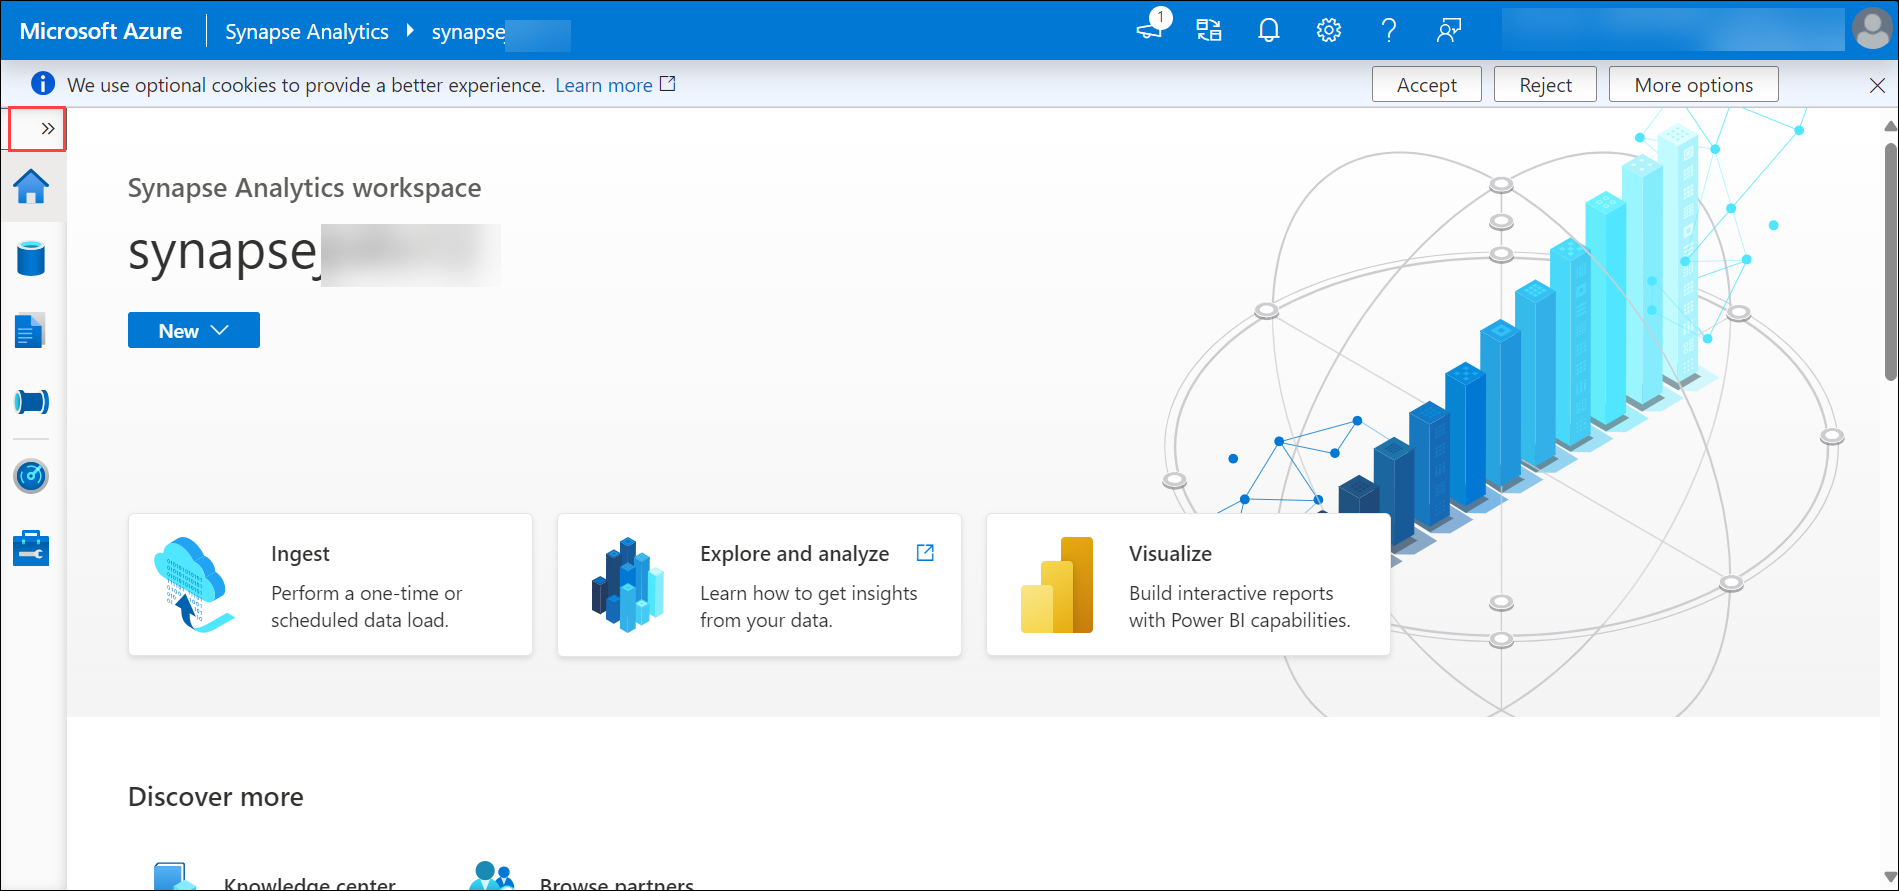 Microsoft Azure
Synapse Analytics
synapse
1
We use optional cookies to provide a better experience. Learn more
Accept
Reject
More options
Synapse Analytics workspace
synapse
New
Ingest
Perform a one-time or
scheduled data load.
Explore and analyze
Learn how to get insights
from your data.
Visualize
Build interactive reports
with Power BI capabilities.
Discover more
Knowledge center
Browse partners